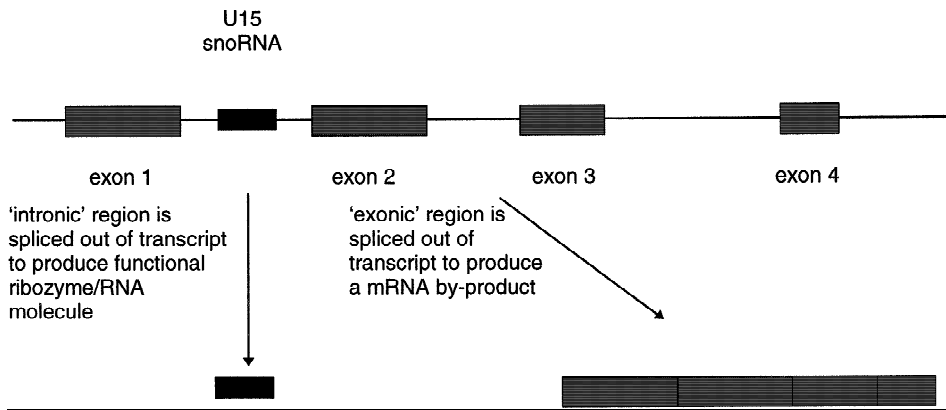 U15
snoRNA
exon 1
exon 2
exon 3
exon 4
'intronic' region is
spliced out of transcript
to produce functional
ribozyme/RNA
molecule
'exonic' region is
spliced out of
transcript to produce
a mRNA by-product